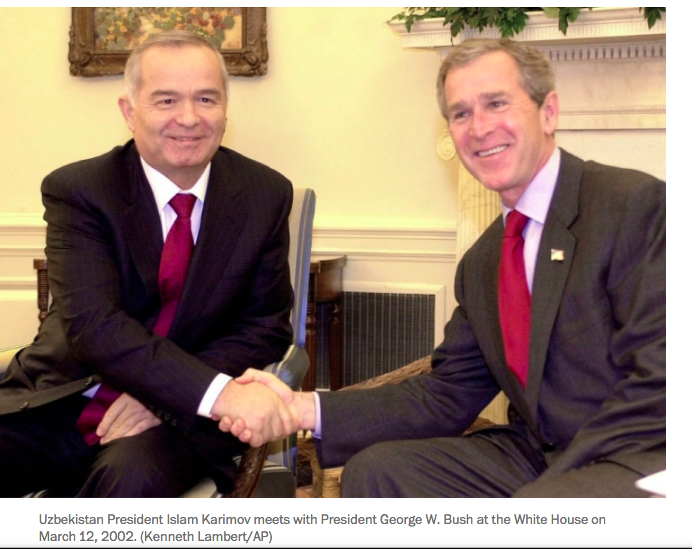 Uzbekistan President Islam Karimov meets with President George W. Bush at the White House on
March 12, 2002. (Kenneth Lambert/AP)